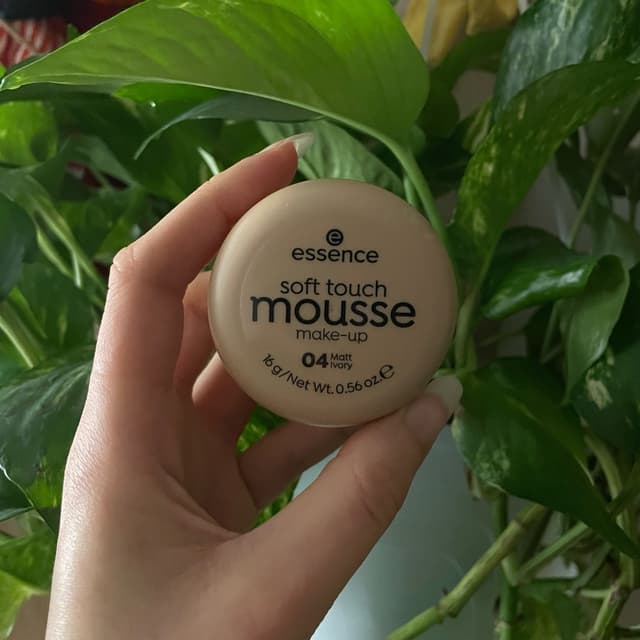 essence
soft touch
mousse
make-up
04 Matt
Ivory
16 g/Net Wt. 0.56 oz. ℮